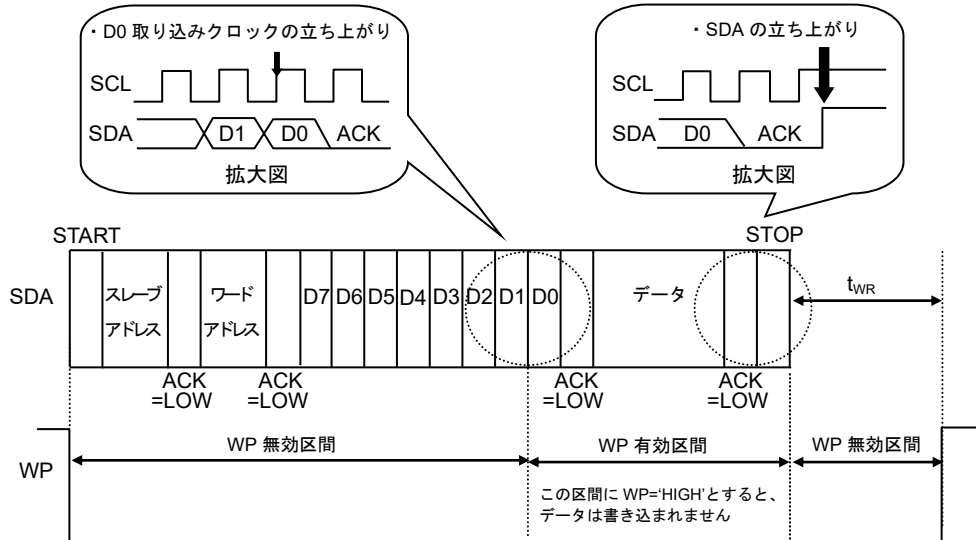 ・D0 取り込みクロックの立ち上がり
SCL
SDA
D1
D0
ACK
拡大図
・SDA の立ち上がり
SCL
SDA
D0
ACK
拡大図
START
STOP
SDA
スレーブ
アドレス
ワード
アドレス
D7
D6
D5
D4
D3
D2
D1
D0
データ
tWR
ACK
=LOW
ACK
=LOW
ACK
=LOW
ACK
=LOW
WP
WP 無効区間
WP 有効区間
WP 無効区間
この区間に WP=‘HIGH’とすると、
データは書き込まれません